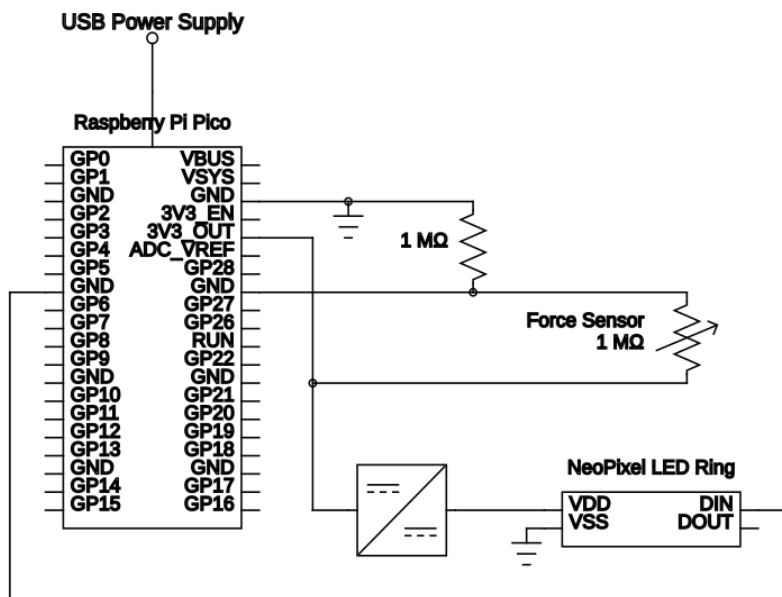 USB Power Supply
Raspberry Pi Pico
GP0 VBUS
GP1 VSYS
GND GND
GP2 3V3_EN
GP3 3V3_OUT
GP4 ADC_VREF
GP5 GP28
GND GND
GP6 GP27
GP7 GP26
GP8 RUN
GP9 GP22
GND GND
GP10 GP21
GP11 GP20
GP12 GP19
GP13 GP18
GND GND
GP14 GP17
GP15 GP16
1 MΩ
Force Sensor
1 MΩ
NeoPixel LED Ring
VDD DIN
VSS DOUT